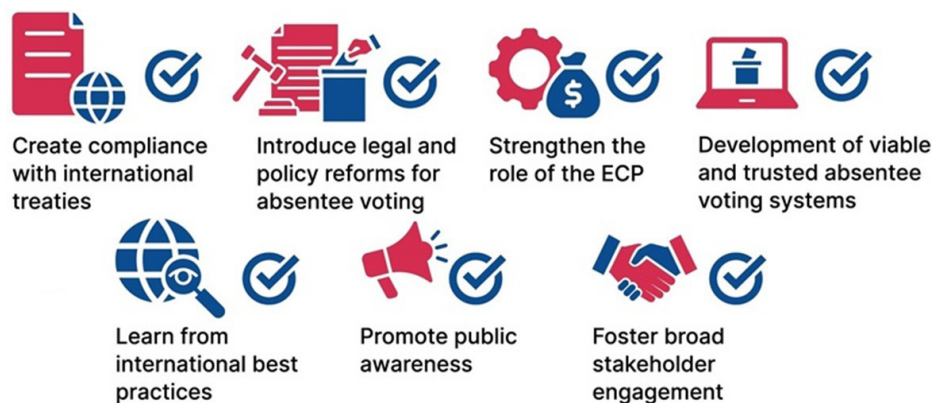 $
Create compliance
with international
treaties
Introduce legal and
policy reforms for
absentee voting
Strengthen the
role of the ECP
Development of viable
and trusted absentee
voting systems
Learn from
international best
practices
Promote public
awareness
Foster broad
stakeholder
engagement